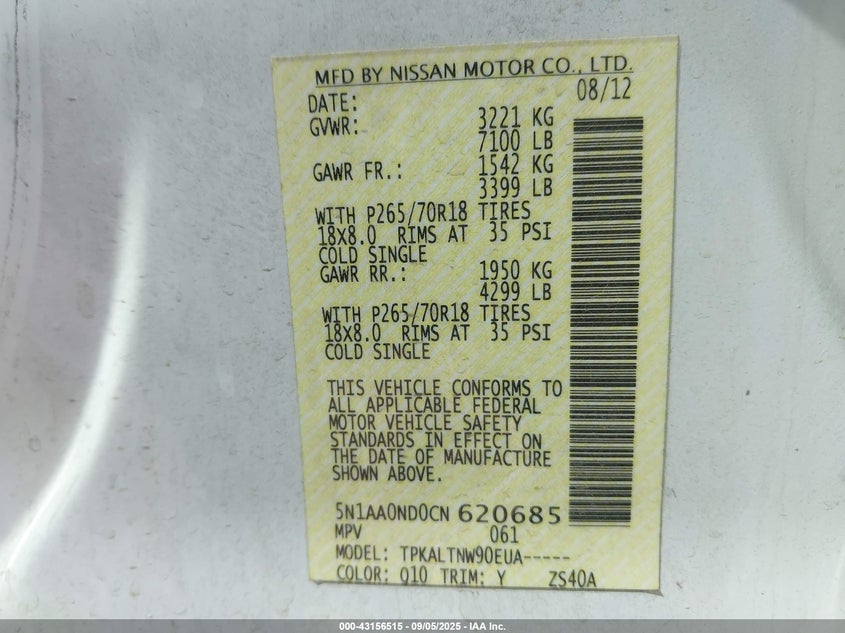 MFD BY NISSAN MOTOR CO., LTD.
DATE: 08/12
GVWR: 3221 KG
7100 LB
GAWR FR.: 1542 KG
3399 LB
WITH P265/70R18 TIRES
18X8.0 RIMS AT 35 PSI
COLD SINGLE
GAWR RR.: 1950 KG
4299 LB
WITH P265/70R18 TIRES
18X8.0 RIMS AT 35 PSI
COLD SINGLE
THIS VEHICLE CONFORMS TO
ALL APPLICABLE FEDERAL
MOTOR VEHICLE SAFETY
STANDARDS IN EFFECT ON
THE DATE OF MANUFACTURE
SHOWN ABOVE.
5N1AA0ND0CN 620685
MPV 061
MODEL: TPKALTNW90EUA-----
COLOR: Q10 TRIM: Y ZS40A
000-43156515 - 09/05/2025 - IAA Inc.